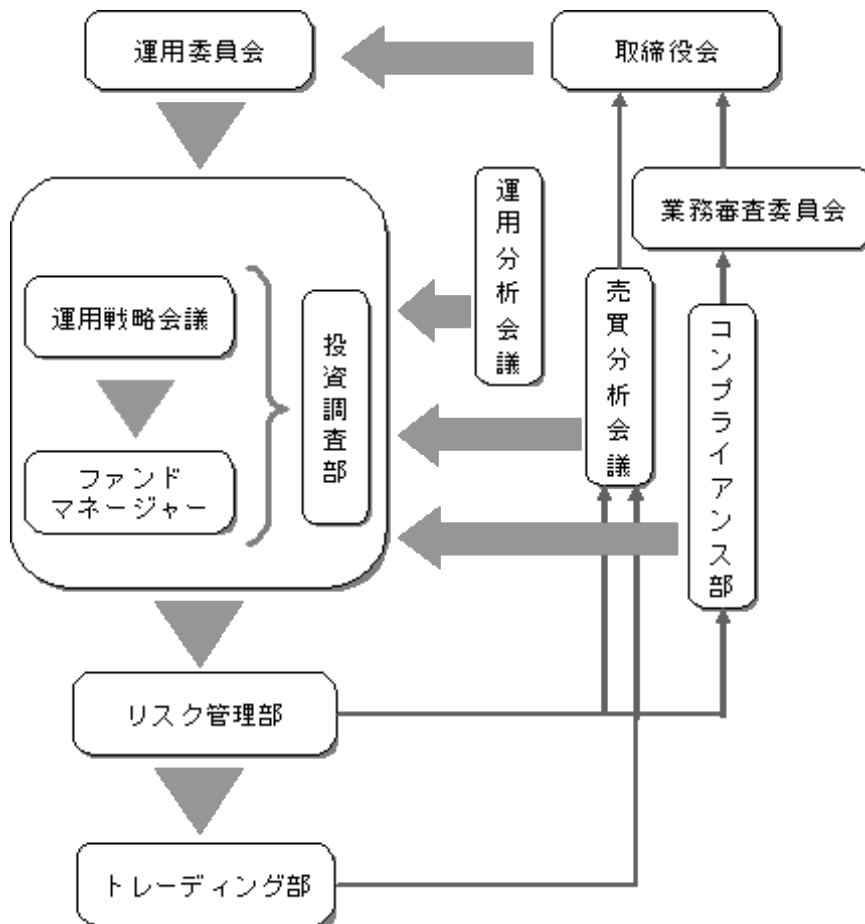 運用委員会
取締役会
運用分析会議
業務審査委員会
売買分析会議
コンプライアンス部
運用戦略会議
投資調査部
ファンド
マネージャー
リスク管理部
トレーディング部